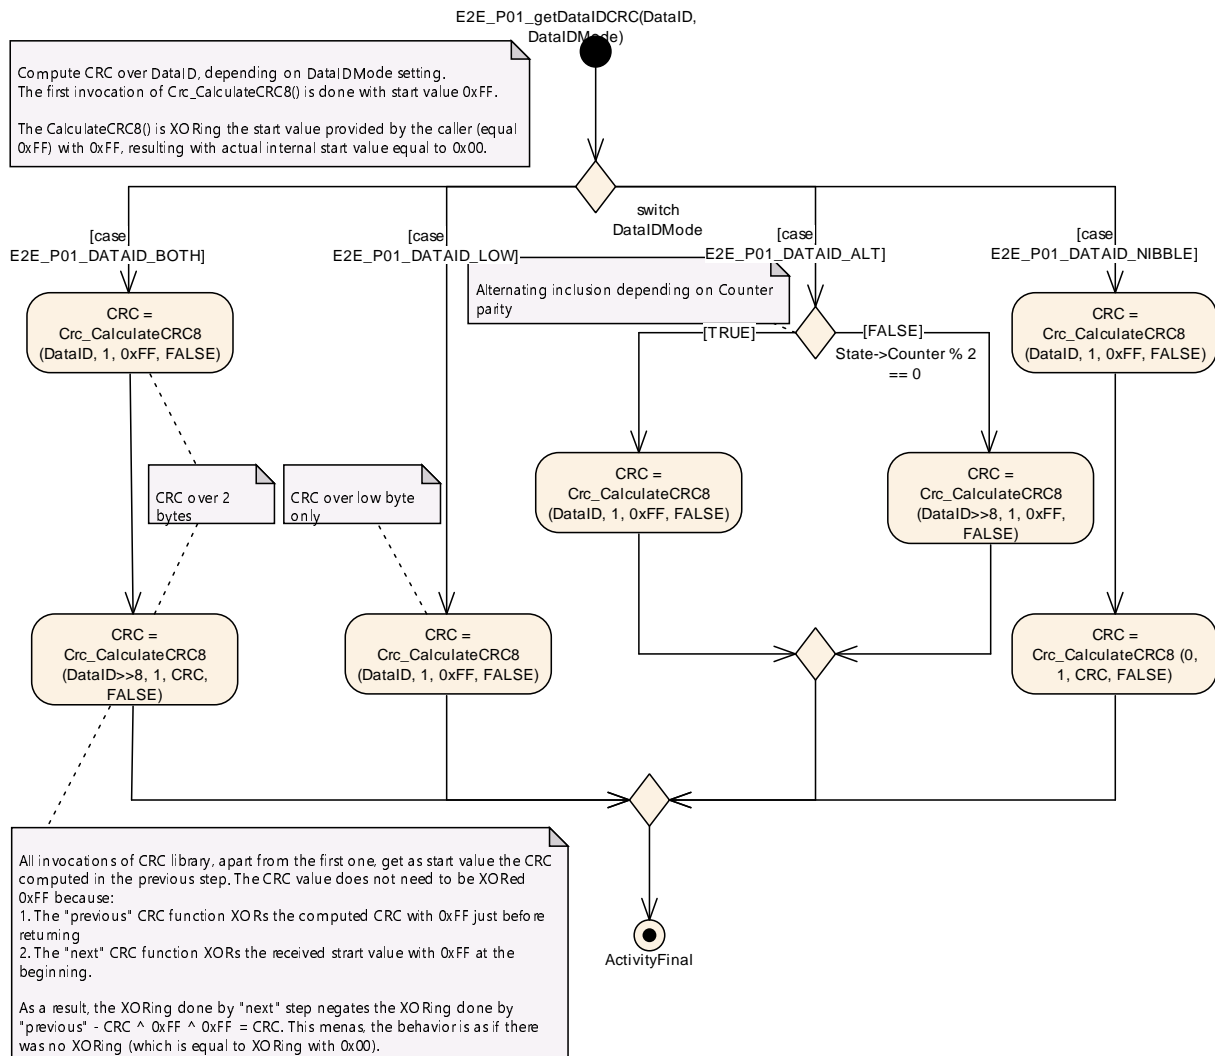 E2E_P01_getDataIDCRC(DataID,
DataIDMode)
Compute CRC over DataID, depending on DataIDMode setting.
The first invocation of Crc_CalculateCRC8() is done with start value 0xFF.
The CalculateCRC8() is XORing the start value provided by the caller (equal
0xFF) with 0xFF, resulting with actual internal start value equal to 0x00.
switch
DataIDMode
[case
E2E_P01_DATAID_BOTH]
[case
E2E_P01_DATAID_LOW]
[case
E2E_P01_DATAID_ALT]
[case
E2E_P01_DATAID_NIBBLE]
Alternating inclusion depending on Counter
parity
CRC =
Crc_CalculateCRC8
(DataID, 1, 0xFF, FALSE)
CRC =
Crc_CalculateCRC8
(DataID, 1, 0xFF, FALSE)
[TRUE]
[FALSE]
State->Counter % 2
== 0
CRC over 2
bytes
CRC over low byte
only
CRC =
Crc_CalculateCRC8
(DataID, 1, 0xFF, FALSE)
CRC =
Crc_CalculateCRC8
(DataID>>8, 1, 0xFF,
FALSE)
CRC =
Crc_CalculateCRC8
(DataID>>8, 1, CRC,
FALSE)
CRC =
Crc_CalculateCRC8
(DataID, 1, 0xFF, FALSE)
CRC =
Crc_CalculateCRC8 (0,
1, CRC, FALSE)
All invocations of CRC library, apart from the first one, get as start value the CRC
computed in the previous step. The CRC value does not need to be XORed
0xFF because:
1. The "previous" CRC function XORs the computed CRC with 0xFF just before
returning
2. The "next" CRC function XORs the received strart value with 0xFF at the
beginning.
As a result, the XORing done by "next" step negates the XORing done by
"previous" - CRC ^ 0xFF ^ 0xFF = CRC. This menas, the behavior is as if there
was no XORing (which is equal to XORing with 0x00).
ActivityFinal